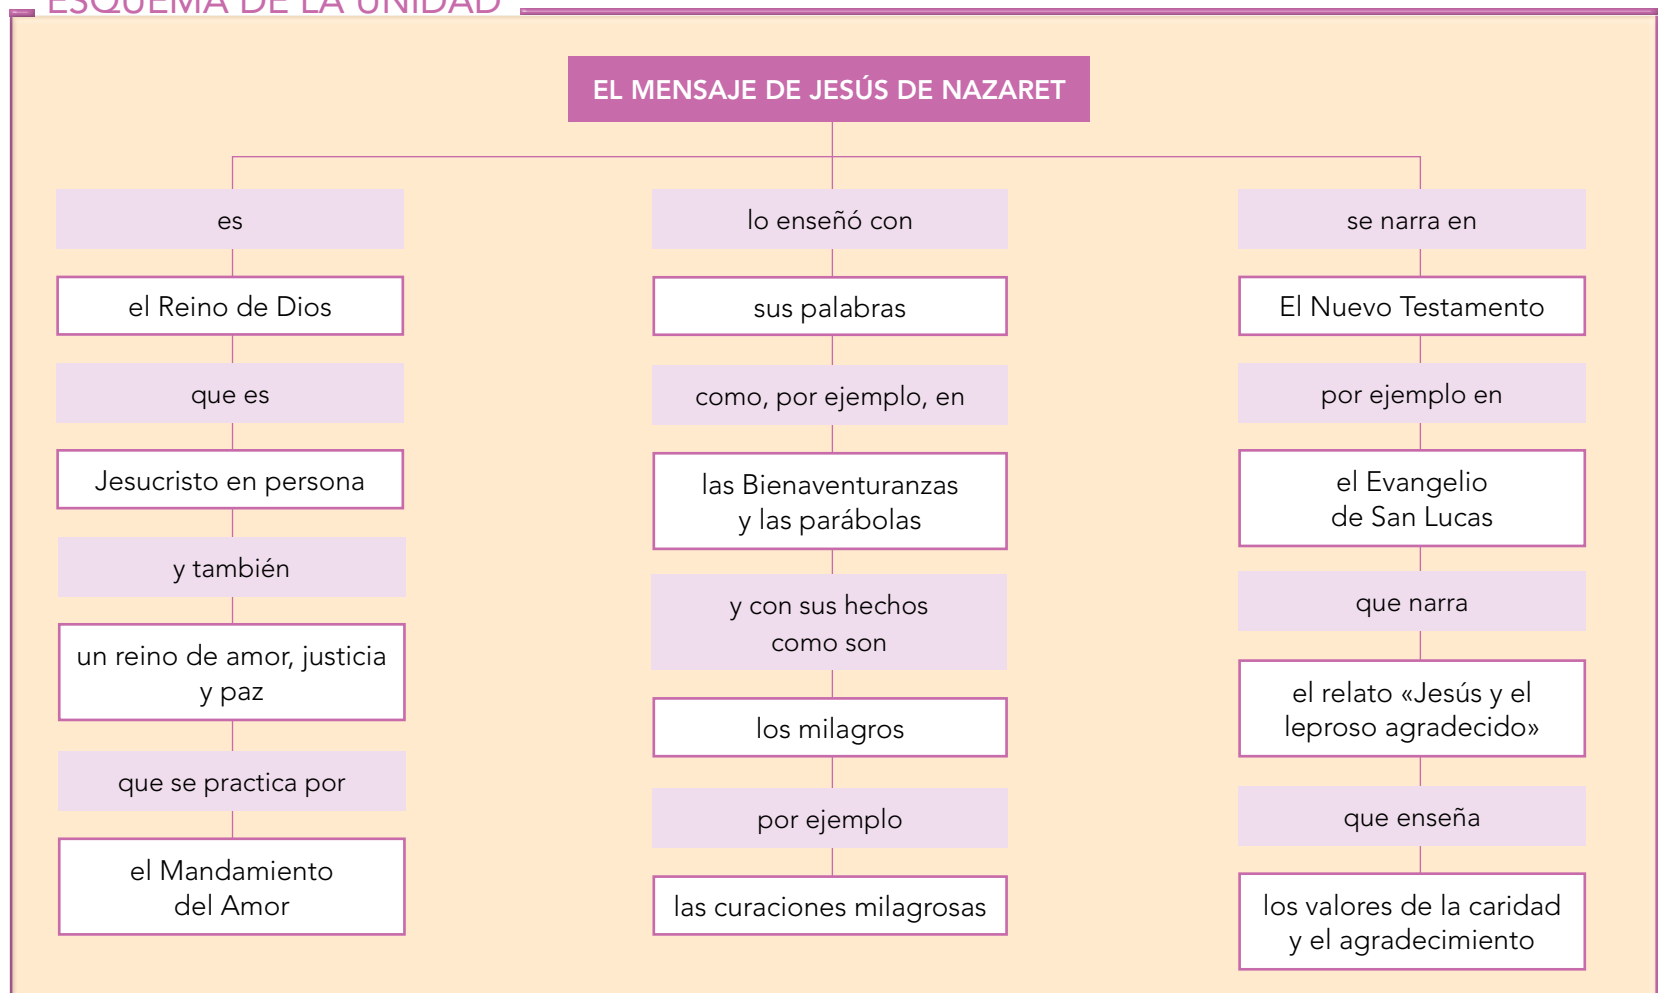 ESQUEMA DE LA UNIDAD
EL MENSAJE DE JESÚS DE NAZARET
es
el Reino de Dios
que es
Jesucristo en persona
y también
un reino de amor, justicia
y paz
que se practica por
el Mandamiento
del Amor
lo enseñó con
sus palabras
como, por ejemplo, en
las Bienaventuranzas
y las parábolas
y con sus hechos
como son
los milagros
por ejemplo
las curaciones milagrosas
se narra en
El Nuevo Testamento
por ejemplo en
el Evangelio
de San Lucas
que narra
el relato «Jesús y el
leproso agradecido»
que enseña
los valores de la caridad
y el agradecimiento